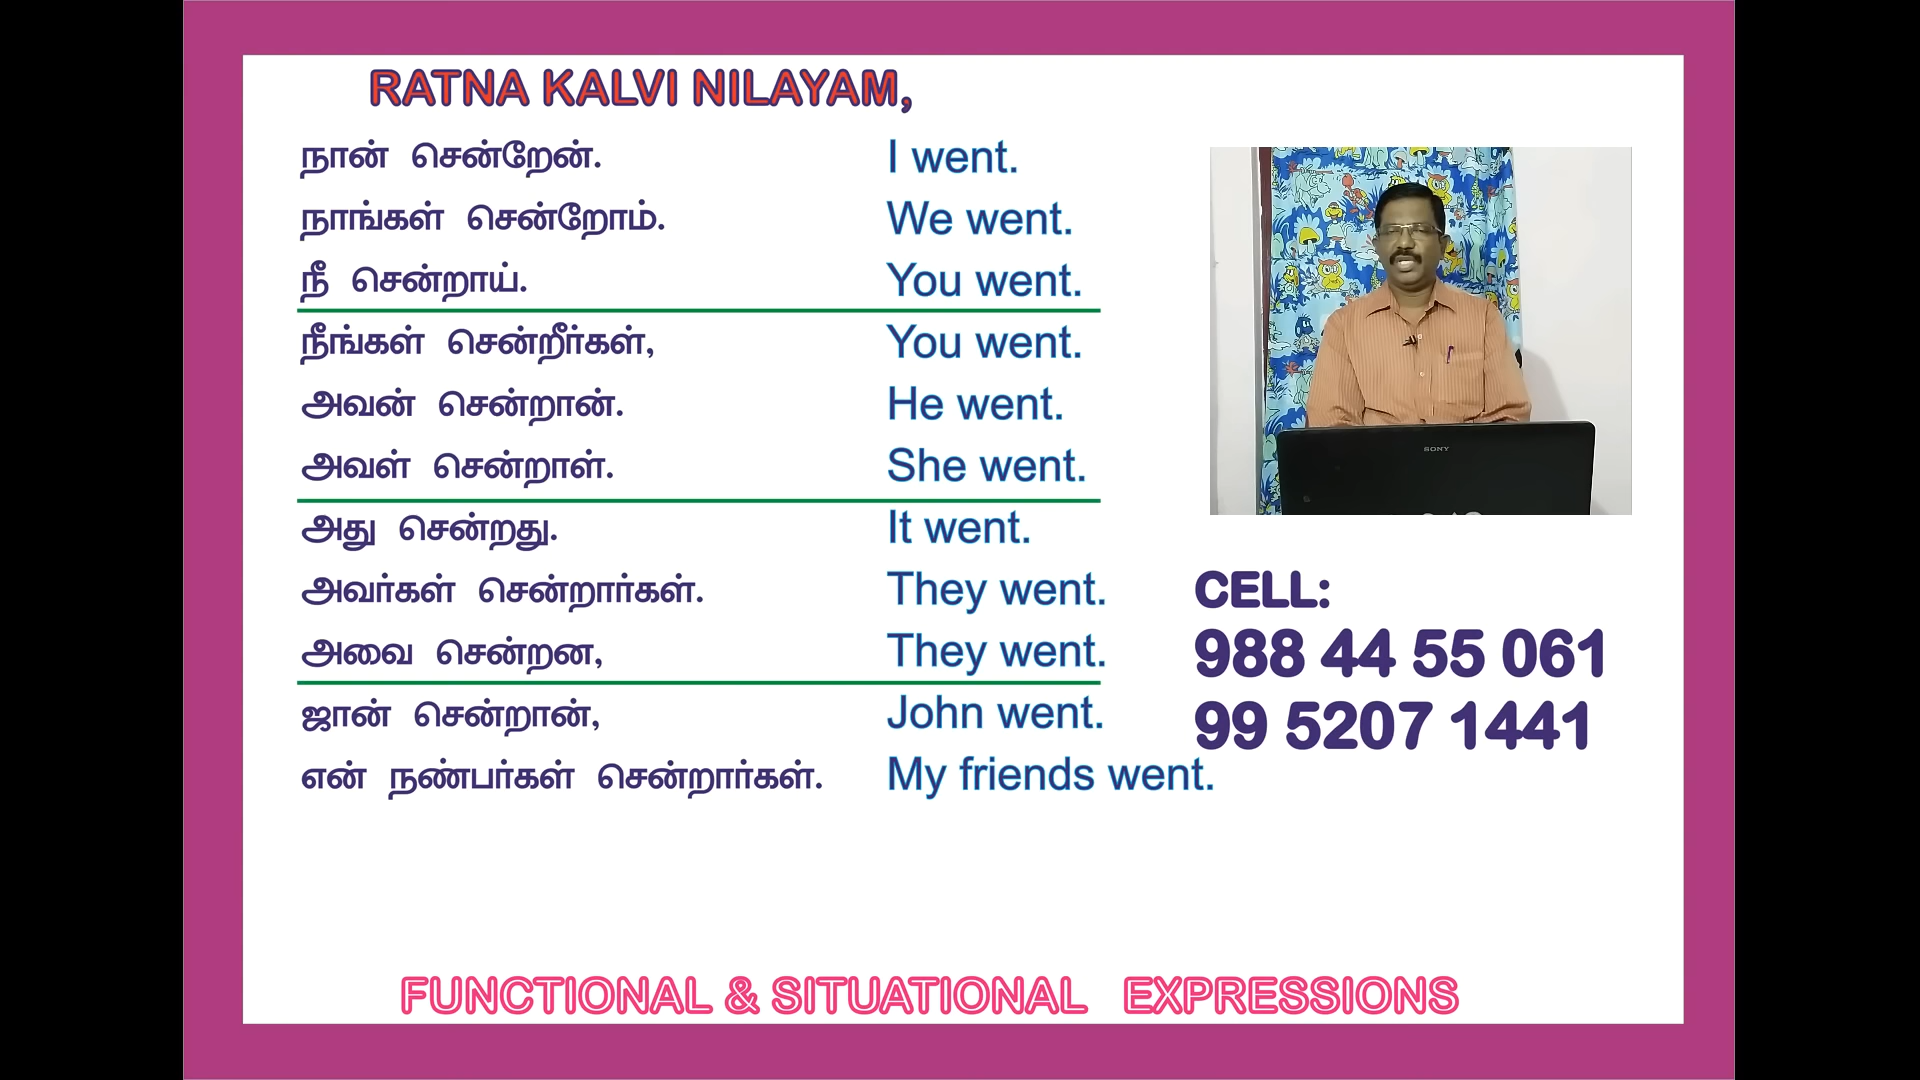 RATNA KALVI NILAYAM,
நான் சென்றேன். I went.
நாங்கள் சென்றோம். We went.
நீ சென்றாய். You went.
நீங்கள் சென்றீர்கள், You went.
அவன் சென்றான். He went.
அவள் சென்றாள். She went.
அது சென்றது. It went.
அவர்கள் சென்றார்கள். They went.
அவை சென்றன, They went.
ஜான் சென்றான், John went.
என் நண்பர்கள் சென்றார்கள். My friends went.
SONY
CELL:
988 44 55 061
99 5207 1441
FUNCTIONAL & SITUATIONAL EXPRESSIONS